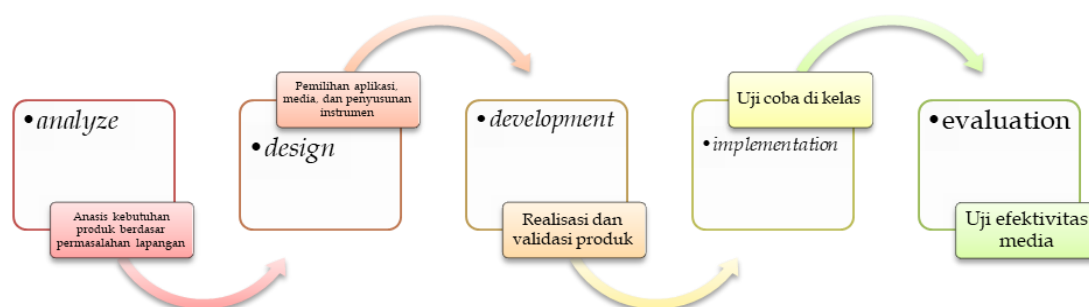 • analyze
Anasis kebutuhan
produk berdasar
permasalahan lapangan
Pemilihan aplikasi,
media, dan penyusunan
instrumen
• design
• development
Realisasi dan
validasi produk
Uji coba di kelas
• implementation
• evaluation
Uji efektivitas
media